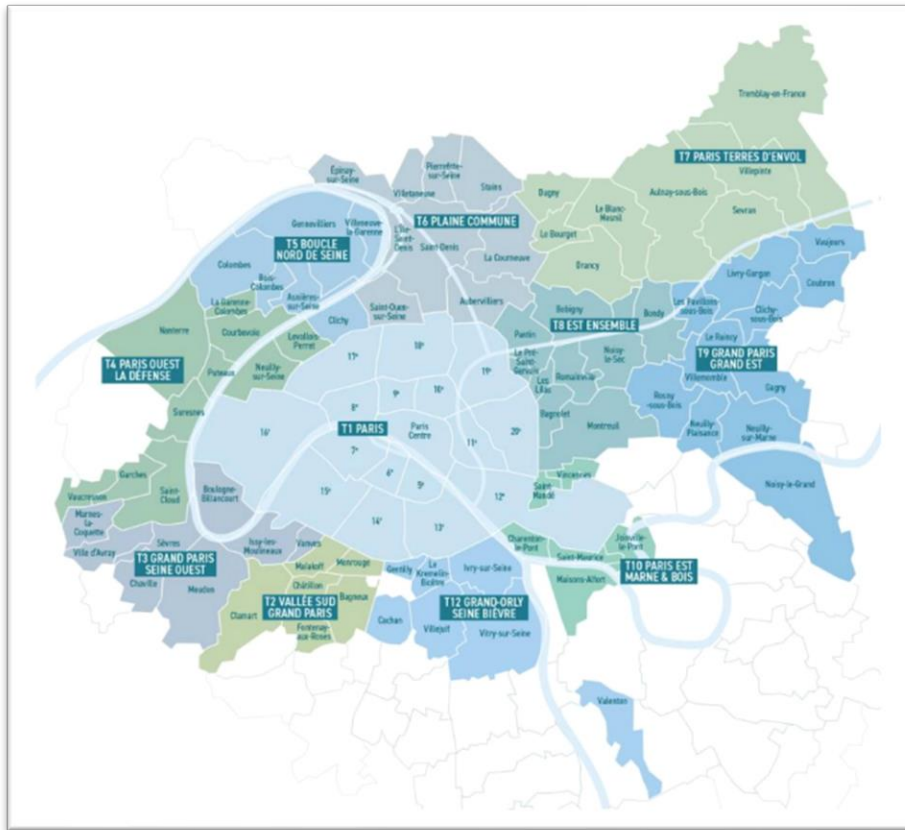 Tremblay-en-France
T7 PARIS TERRES D'ENVOL
Villepinte
Épinay-
sur-Seine
Pierrefitte-
sur-Seine
Villetaneuse
Stains
Dugny
Aulnay-sous-Bois
Le Blanc-
Mesnil
Sevran
Gennevilliers
Villeneuve-
la-Garenne
L'Île-
Saint-
Denis
T6 PLAINE COMMUNE
Saint-Denis
Le Bourget
T5 BOUCLE
NORD DE SEINE
La Courneuve
Drancy
Vaujours
Colombes
Bois-
Colombes
Livry-Gargan
Coubron
La Garenne-
Colombes
Asnières-
sur-Seine
Saint-Ouen-
sur-Seine
Aubervilliers
Bobigny
Bondy
Les Pavillons-
sous-Bois
Clichy-
sous-Bois
Nanterre
Courbevoie
Levallois-
Perret
Clichy
T8 EST ENSEMBLE
Pantin
Le Raincy
T4 PARIS OUEST
LA DÉFENSE
Puteaux
Neuilly-
sur-Seine
17e
18e
19e
Le Pré-
Saint-
Gervais
Noisy-
le-Sec
T9 GRAND PARIS
GRAND EST
Les
Lilas
Romainville
Villemomble
Gagny
8e
9e
10e
Suresnes
Rosny
-sous-Bois
Bagnolet
Montreuil
Neuilly-
Plaisance
Neuilly-
sur-Marne
16e
T1 PARIS
Paris
Centre
11e
20e
7e
6e
5e
Garches
Saint-
Cloud
Boulogne-
Billancourt
15e
12e
Vincennes
Saint-
Mandé
Noisy-le-Grand
Vaucresson
Marnes-
la-Coquette
14e
13e
Ville d'Avray
Sèvres
Issy-les-
Moulineaux
Vanves
Charenton-
le-Pont
Saint-Maurice
Joinville-
le-Pont
T3 GRAND PARIS
SEINE OUEST
Malakoff
Montrouge
Gentilly
Le
Kremlin-
Bicêtre
Ivry-sur-Seine
Maisons-Alfort
T10 PARIS EST
MARNE & BOIS
Chaville
Meudon
Châtillon
Bagneux
Clamart
T2 VALLÉE SUD
GRAND PARIS
T12 GRAND-ORLY
SEINE BIÈVRE
Fontenay-
aux-Roses
Cachan
Villejuif
Vitry-sur-Seine
Valenton